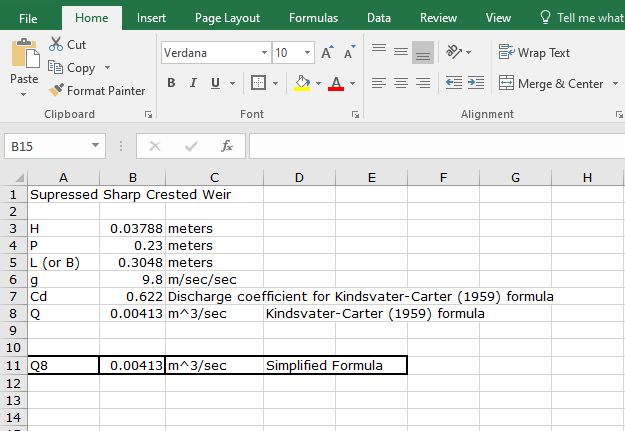 File Home Insert Page Layout Formulas Data Review View Tell me what
Cut
Copy
Format Painter
Paste
Verdana 10 A A
B I U A
Wrap Text
Merge & Center
Clipboard Font Alignment
B15 fx
A B C D E F G H
1 Supressed Sharp Crested Weir
2
3 H 0.03788 meters
4 P 0.23 meters
5 L (or B) 0.3048 meters
6 g 9.8 m/sec/sec
7 Cd 0.622 Discharge coefficient for Kindsvater-Carter (1959) formula
8 Q 0.00413 m^3/sec Kindsvater-Carter (1959) formula
9
10
11 Q8 0.00413 m^3/sec Simplified Formula
12
13
14